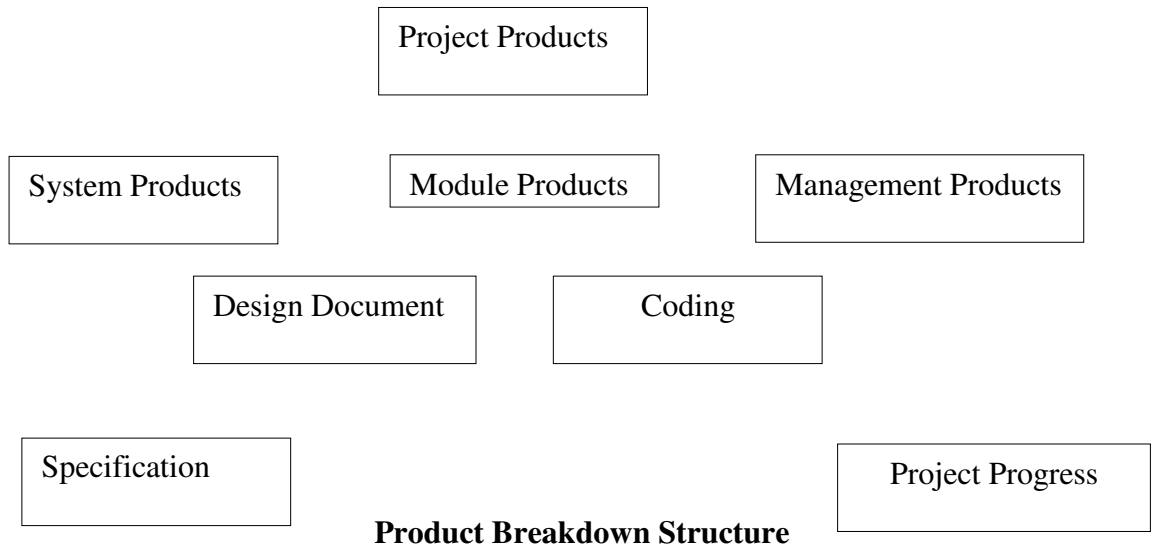 Project Products
System Products
Module Products
Management Products
Design Document
Coding
Specification
Project Progress
Product Breakdown Structure